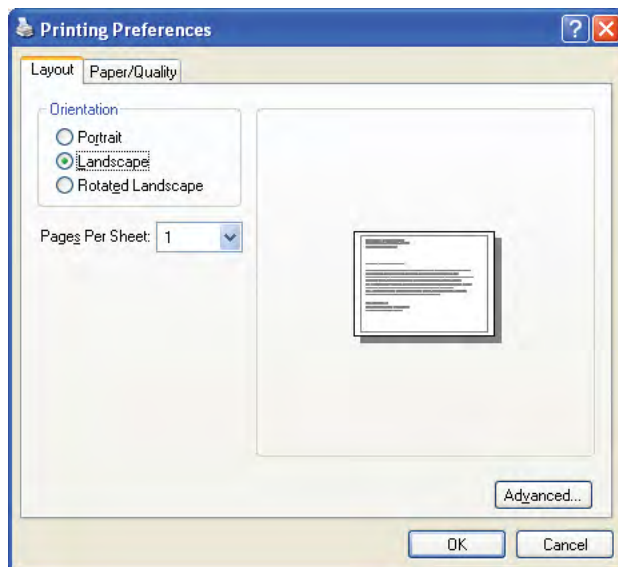 Printing Preferences
Layout Paper/Quality
Orientation
Portrait
Landscape
Rotated Landscape
Pages Per Sheet: 1
Advanced...
OK Cancel